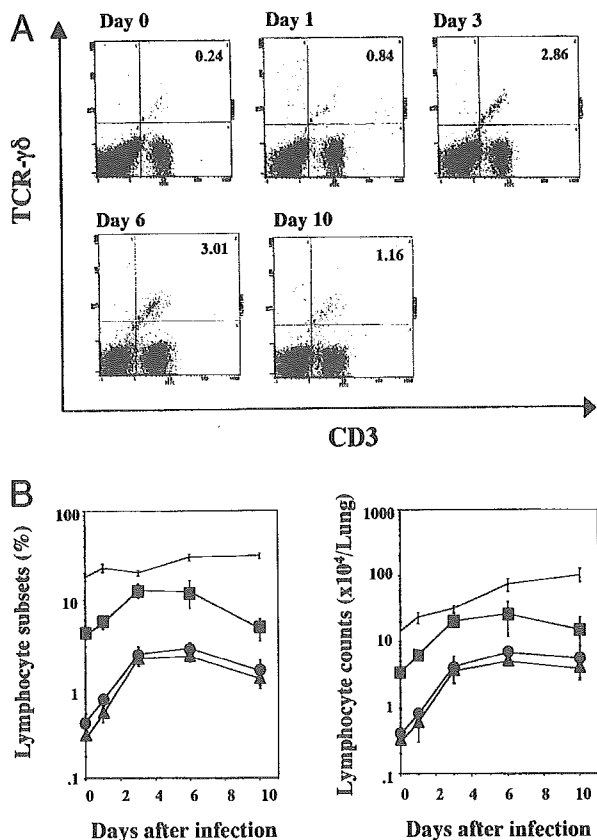 A
Day 0
Day 1
Day 3
0.24
0.84
2.86
TCR-γδ
Day 6
Day 10
3.01
1.16
CD3
B
Lymphocyte subsets (%)
100
10
1
.1
0 2 4 6 8 10
Days after infection
Lymphocyte counts (x10⁴/Lung)
1000
100
10
1
.1
0 2 4 6 8 10
Days after infection